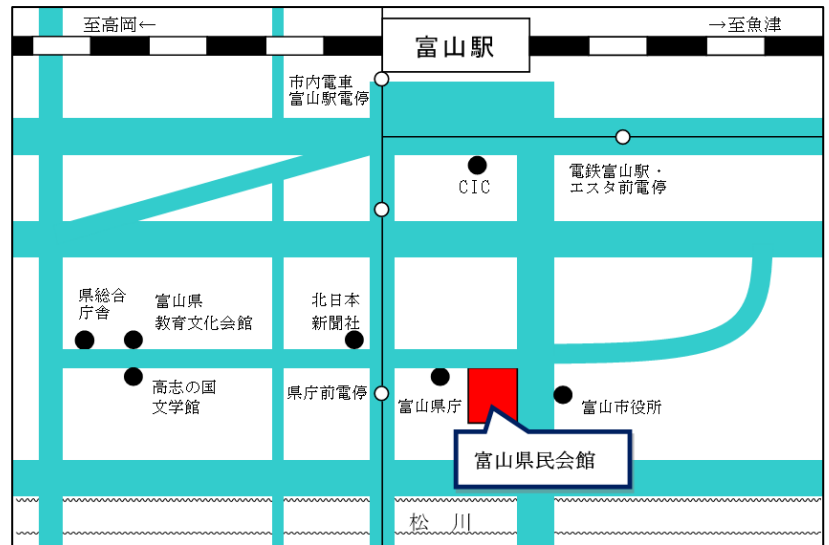 至高岡←
富山駅
→至魚津
市内電車
富山駅電停
CIC
電鉄富山駅・
エスタ前電停
県総合
庁舎
富山県
教育文化会館
北日本
新聞社
高志の国
文学館
県庁前電停
富山県庁
富山市役所
富山県民会館
松 川